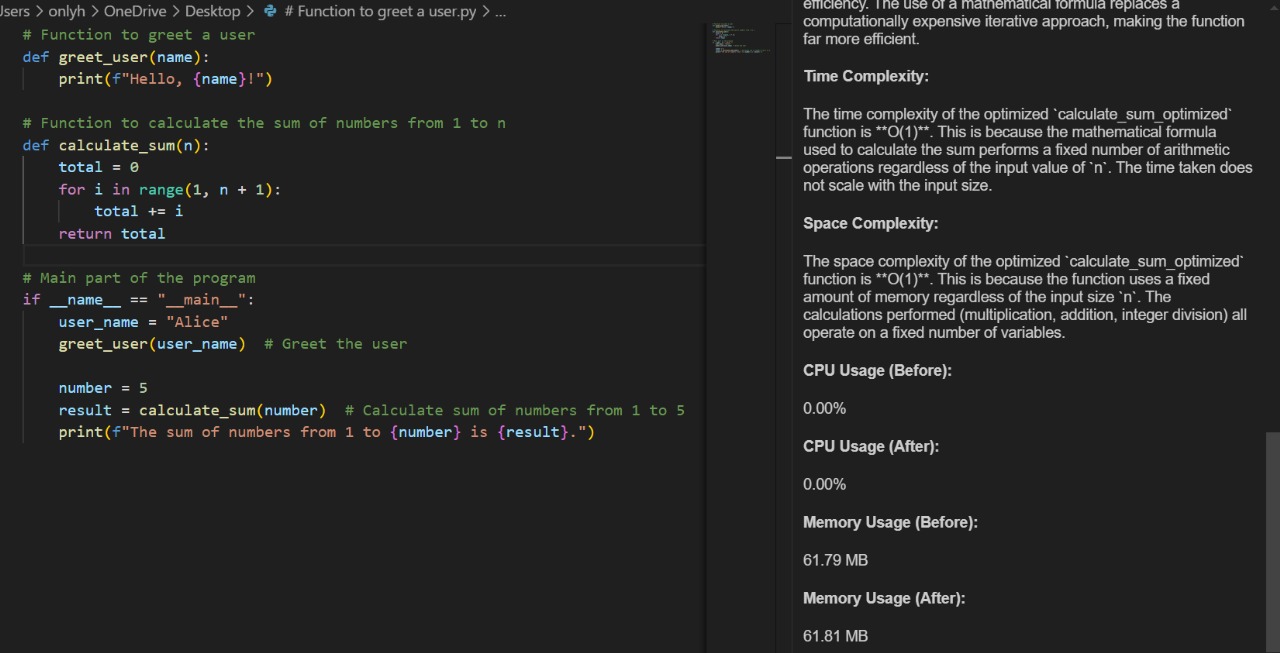 Users > onlyh > OneDrive > Desktop > # Function to greet a user.py > ...
# Function to greet a user
def greet_user(name):
    print(f"Hello, {name}!")
# Function to calculate the sum of numbers from 1 to n
def calculate_sum(n):
    total = 0
    for i in range(1, n + 1):
        total += i
    return total
# Main part of the program
if __name__ == "__main__":
    user_name = "Alice"
    greet_user(user_name)  # Greet the user
    number = 5
    result = calculate_sum(number)  # Calculate sum of numbers from 1 to 5
    print(f"The sum of numbers from 1 to {number} is {result}.")
efficiency. The use of a mathematical formula replaces a
computationally expensive iterative approach, making the function
far more efficient.
Time Complexity:
The time complexity of the optimized `calculate_sum_optimized`
function is **O(1)**. This is because the mathematical formula
used to calculate the sum performs a fixed number of arithmetic
operations regardless of the input value of `n`. The time taken does
not scale with the input size.
Space Complexity:
The space complexity of the optimized `calculate_sum_optimized`
function is **O(1)**. This is because the function uses a fixed
amount of memory regardless of the input size `n`. The
calculations performed (multiplication, addition, integer division) all
operate on a fixed number of variables.
CPU Usage (Before):
0.00%
CPU Usage (After):
0.00%
Memory Usage (Before):
61.79 MB
Memory Usage (After):
61.81 MB